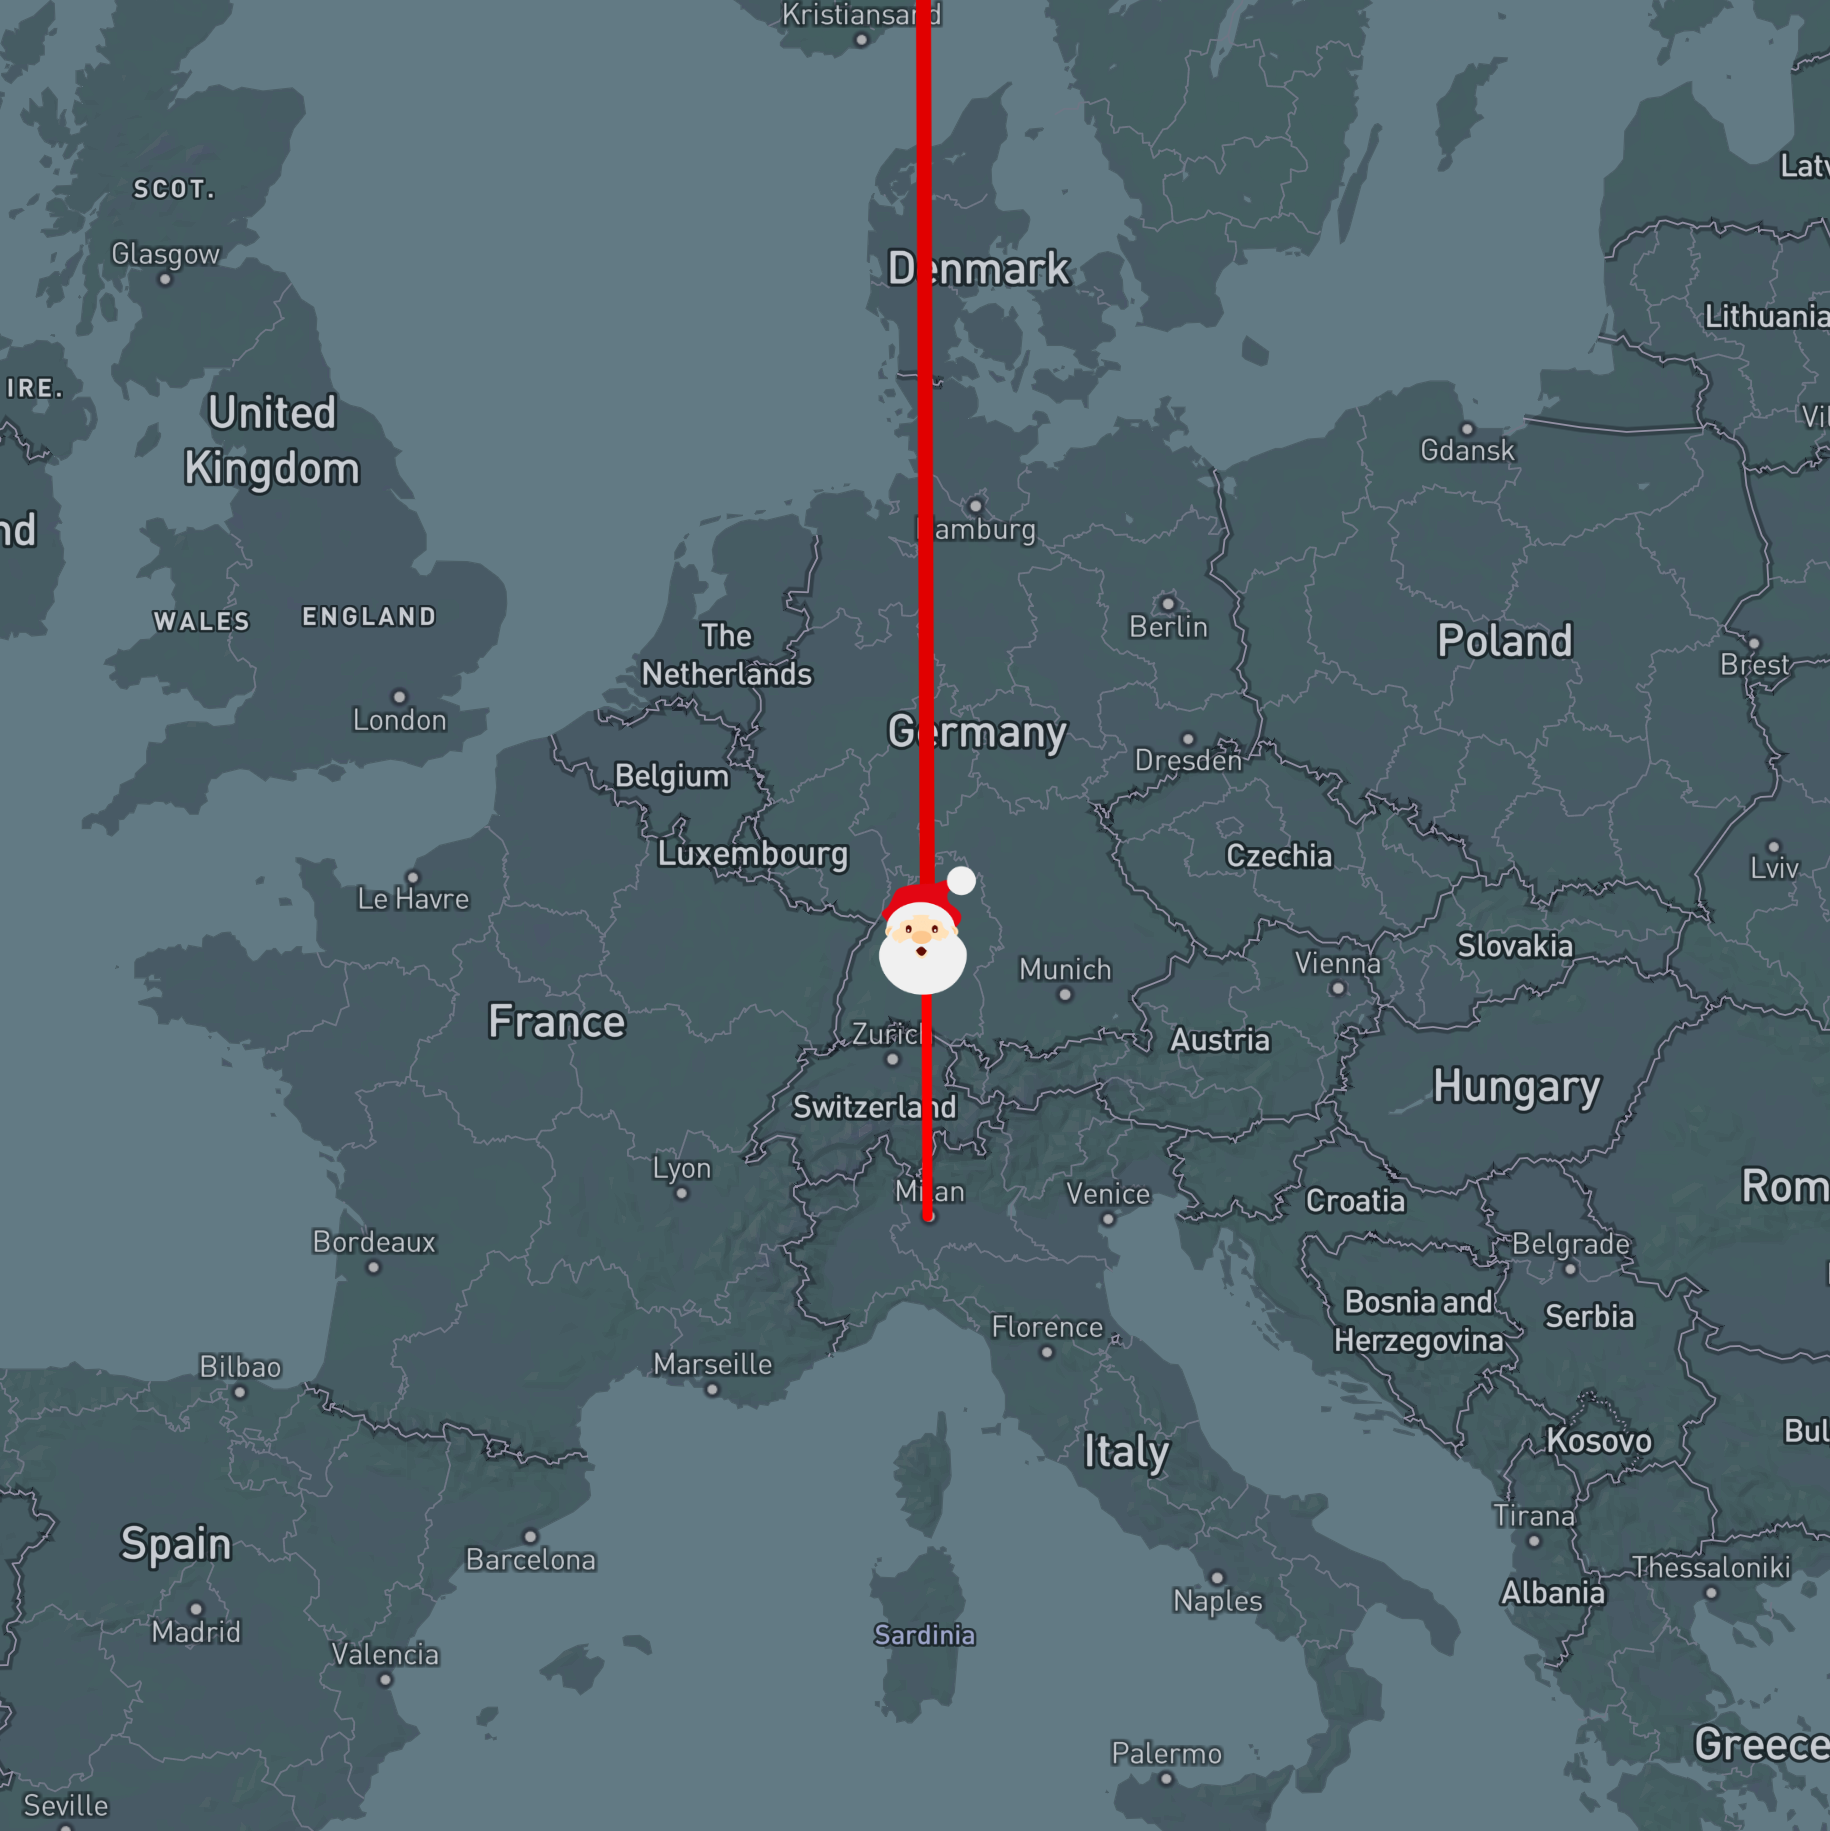 Kristiansand
SCOT.
Glasgow
Denmark
Latv
Lithuania
IRE.
United
Kingdom
Vil
Gdansk
nd
Hamburg
WALES
ENGLAND
The
Netherlands
Berlin
Poland
Brest
London
Germany
Dresden
Belgium
Luxembourg
Czechia
Lviv
Le Havre
Slovakia
Vienna
Munich
France
Zurich
Austria
Hungary
Switzerland
Lyon
Milan
Venice
Croatia
Rom
Bordeaux
Belgrade
Bosnia and
Herzegovina
Serbia
Florence
Marseille
Bilbao
Italy
Kosovo
Bul
Tirana
Spain
Barcelona
Thessaloniki
Albania
Naples
Madrid
Sardinia
Valencia
Greece
Palermo
Seville